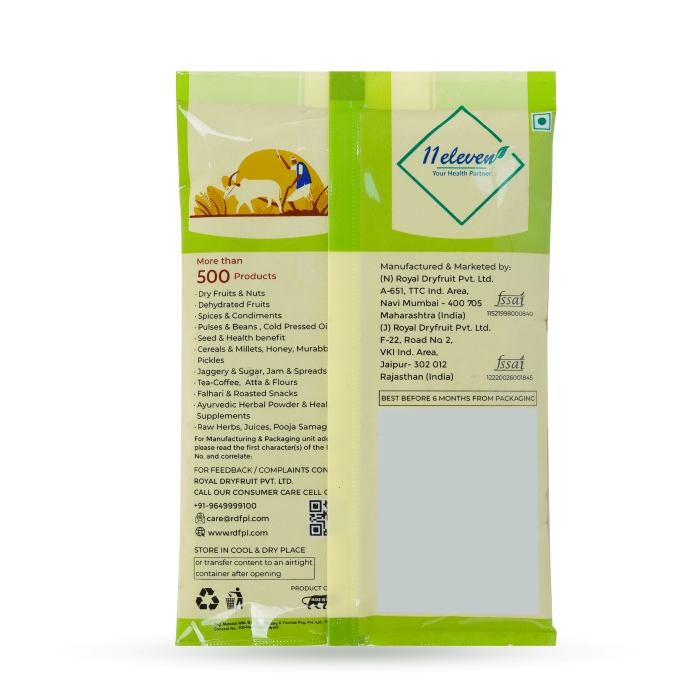 More than
500 Products
· Dry Fruits & Nuts
· Dehydrated Fruits
· Spices & Condiments
· Pulses & Beans , Cold Pressed Oi
· Seed & Health benefit
· Cereals & Millets, Honey, Murabb
Pickles
· Jaggery & Sugar, Jam & Spreads
· Tea-Coffee, Atta & Flours
· Falhari & Roasted Snacks
· Ayurvedic Herbal Powder & Heal
Supplements
· Raw Herbs, Juices, Pooja Samag
For Manufacturing & Packaging unit add
please read the first character(s) of the
No. and correlate:
FOR FEEDBACK / COMPLAINTS CON
ROYAL DRYFRUIT PVT. LTD.
CALL OUR CONSUMER CARE CELL
+91-9649999100
care@rdfpl.com
www.rdfpl.com
STORE IN COOL & DRY PLACE
or transfer content to an airtight
container after opening
PRODUCT O
MAKE IN
11 eleven
Your Health Partner
Manufactured & Marketed by:
(N) Royal Dryfruit Pvt. Ltd.
A-651, TTC Ind. Area,
Navi Mumbai - 400 705
Maharashtra (India)
fssai
11521998000840
(J) Royal Dryfruit Pvt. Ltd.
F-22, Road No. 2,
VKI Ind. Area,
Jaipur- 302 012
Rajasthan (India)
fssai
12220026001845
BEST BEFORE 6 MONTHS FROM PACKAGING